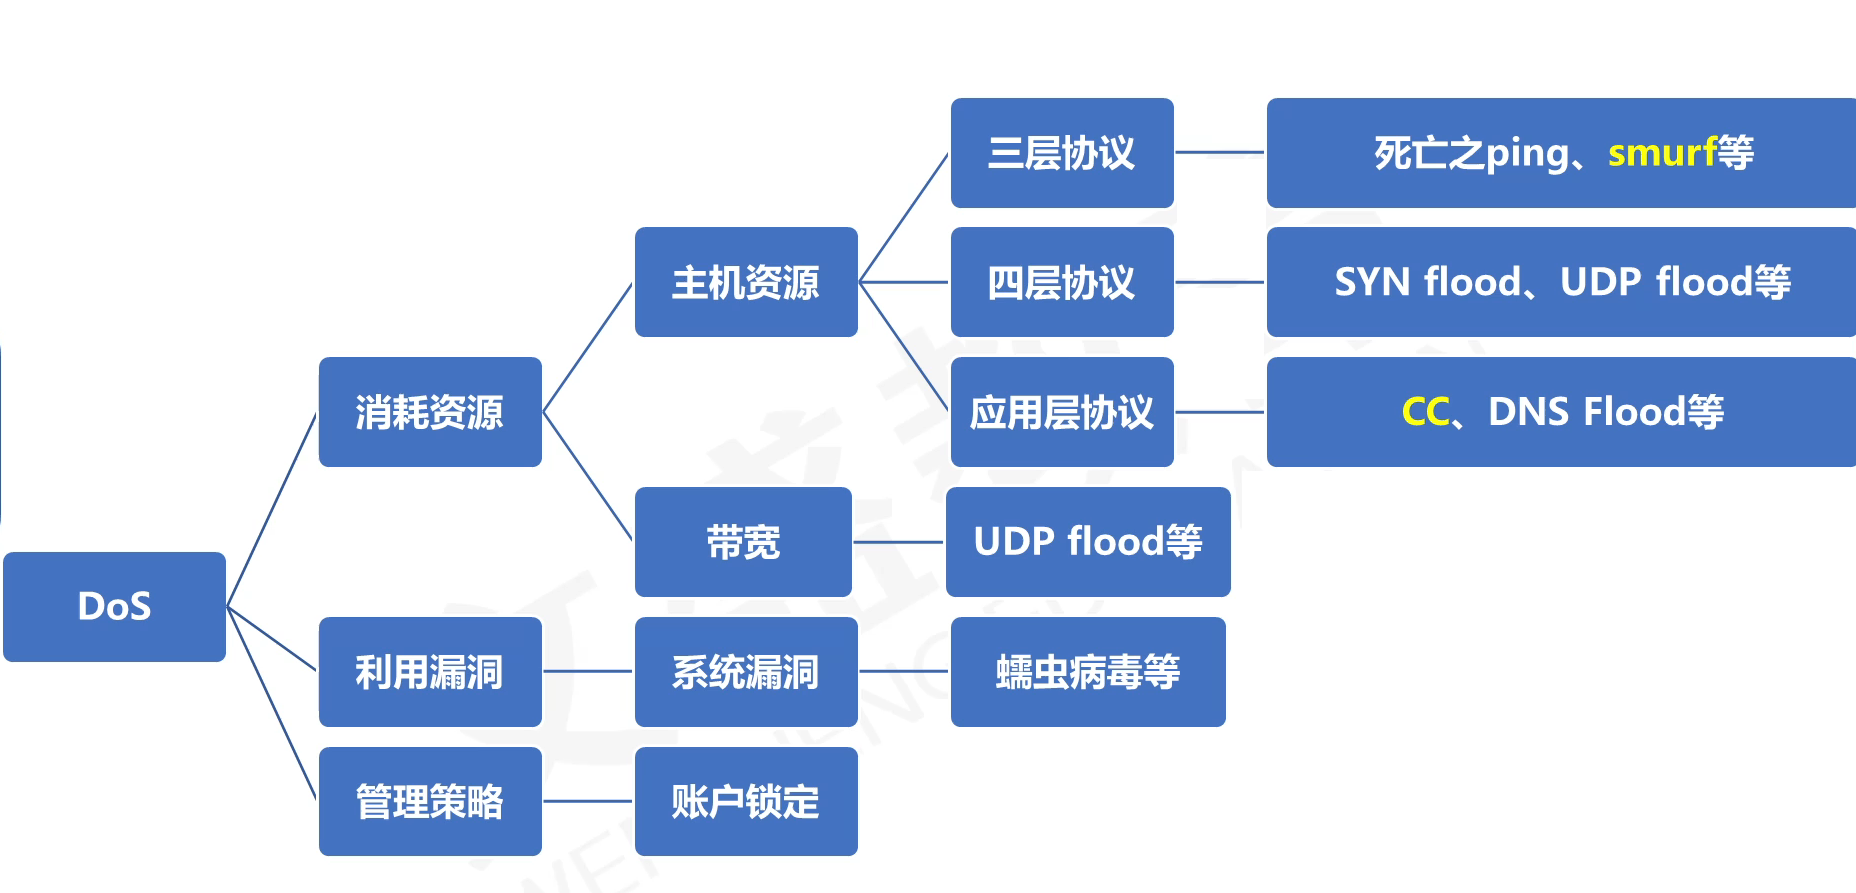 三层协议
死亡之ping、smurf等
主机资源
四层协议
SYN flood、UDP flood等
消耗资源
应用层协议
CC、DNS Flood等
带宽
UDP flood等
DoS
利用漏洞
系统漏洞
蠕虫病毒等
管理策略
账户锁定